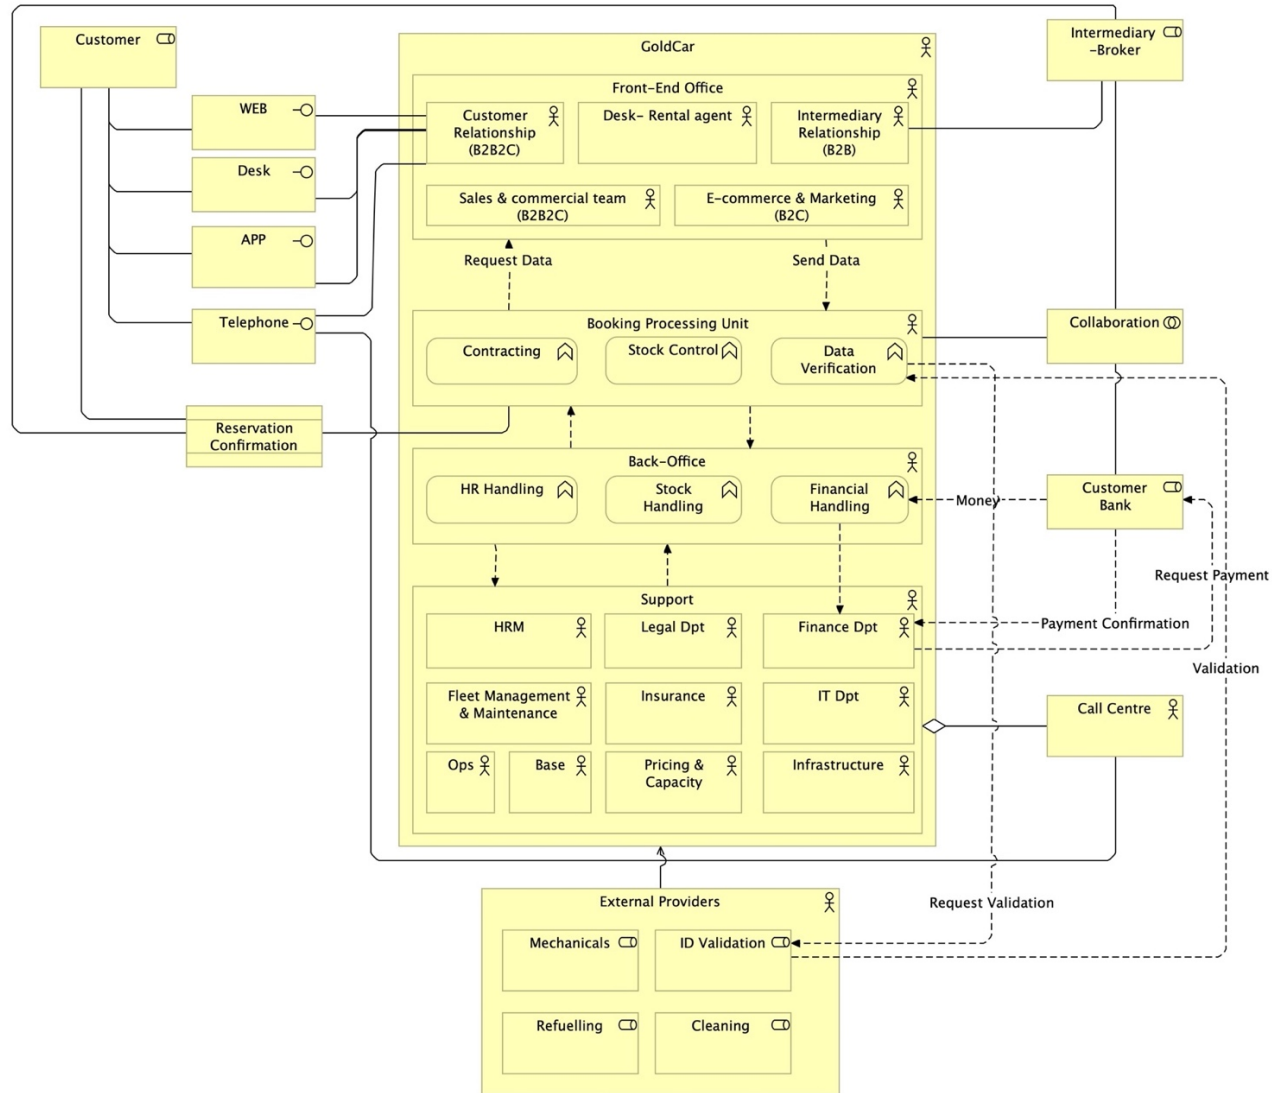 Customer
Intermediary
-Broker
GoldCar
Front-End Office
WEB
Customer
Relationship
(B2B2C)
Desk- Rental agent
Intermediary
Relationship
(B2B)
Desk
Sales & commercial team
(B2B2C)
E-commerce & Marketing
(B2C)
APP
Request Data
Send Data
Telephone
Booking Processing Unit
Collaboration
Contracting
Stock Control
Data
Verification
Reservation
Confirmation
Back-Office
HR Handling
Stock
Handling
Financial
Handling
Money
Customer
Bank
Request Payment
Support
HRM
Legal Dpt
Finance Dpt
Payment Confirmation
Validation
Fleet Management
& Maintenance
Insurance
IT Dpt
Call Centre
Ops
Base
Pricing &
Capacity
Infrastructure
External Providers
Request Validation
Mechanicals
ID Validation
Refuelling
Cleaning